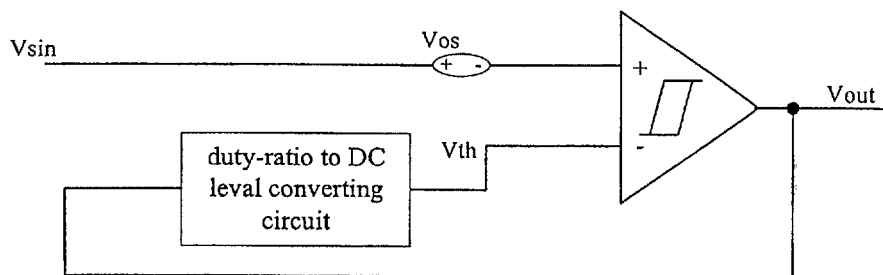 Vsin
Vos
+ -
+
Vout
Vth
-
duty-ratio to DC
leval converting
circuit